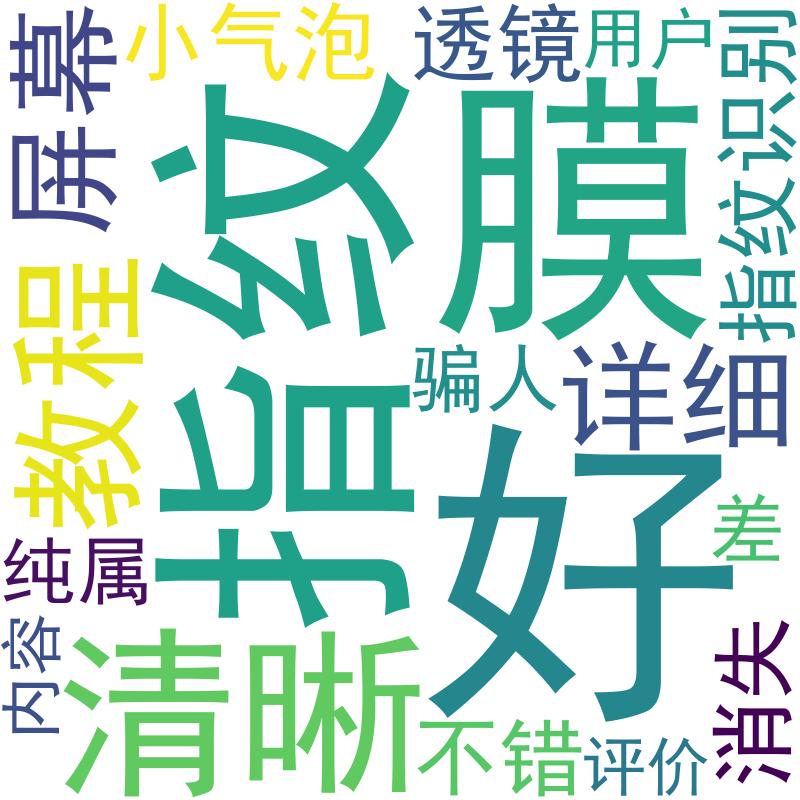 小气泡
透镜
用户
屏幕
指纹
膜
指纹识别
教程
骗人
详细
好
差
纯属
内容
清晰
不错
评价
消失